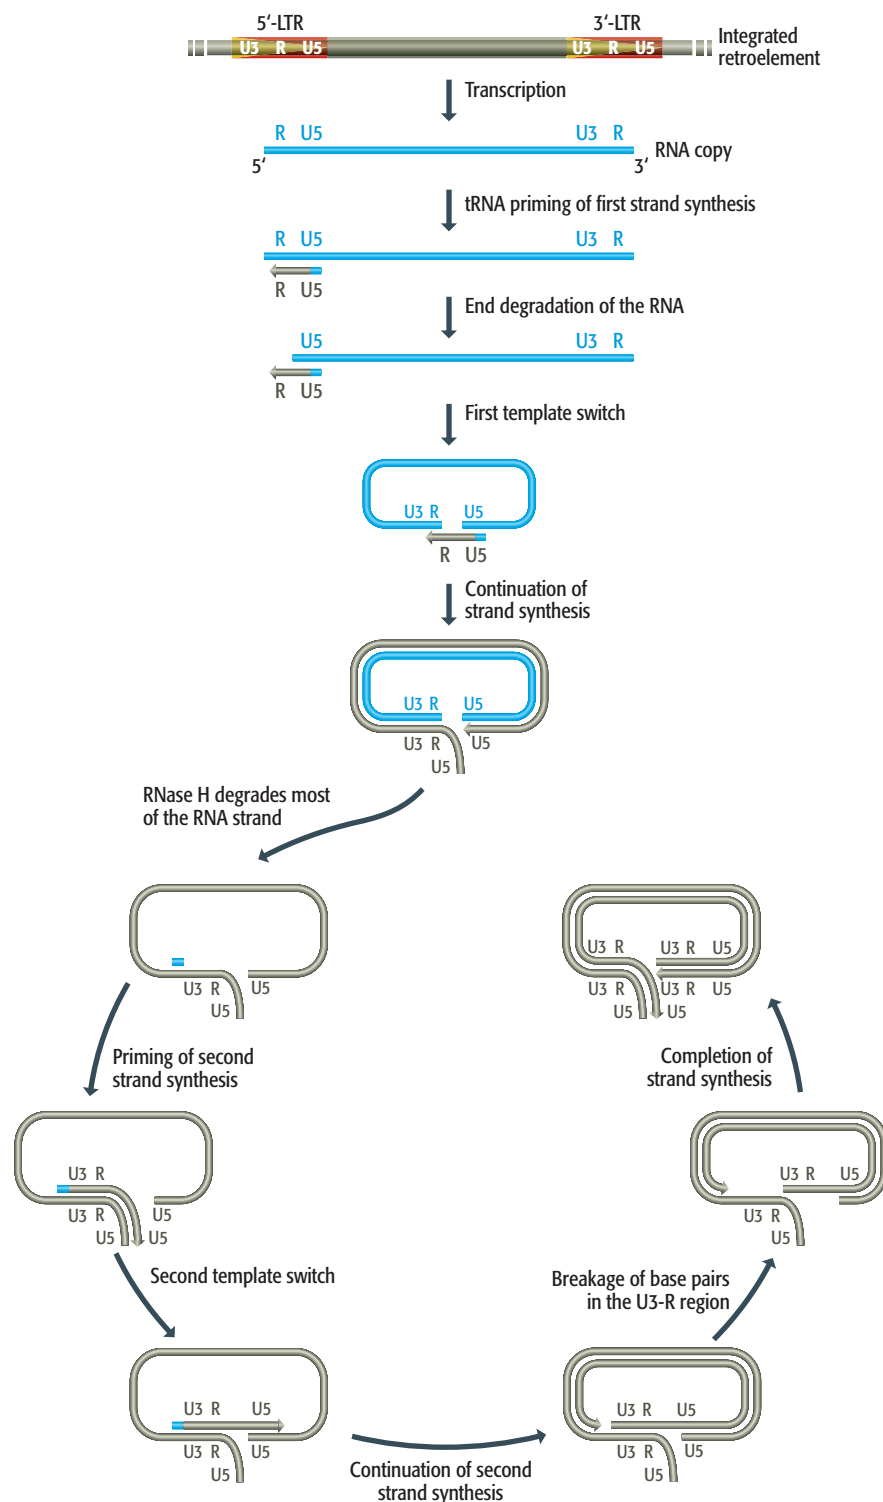 5‘-LTR 3‘-LTR
U3 R U5 U3 R U5
Integrated
retroelement
Transcription
R U5 U3 R
RNA copy
5‘ 3‘
tRNA priming of first strand synthesis
R U5 U3 R
R U5
End degradation of the RNA
U5 U3 R
R U5
First template switch
U3 R U5
R U5
Continuation of
strand synthesis
U3 R U5
U3 R U5
U5
RNase H degrades most
of the RNA strand
U3 R U5
U5
Priming of second
strand synthesis
U3 R
U3 R U5
U5 U5
Second template switch
U3 R U5
U3 R U5
U5
Continuation of second
strand synthesis
U3 R U5
U3 R U5
U5
Breakage of base pairs
in the U3-R region
U3 R U5
U3 R
U5
Completion of
strand synthesis
U3 R U3 R U5
U3 R U3 R U5
U5 U5